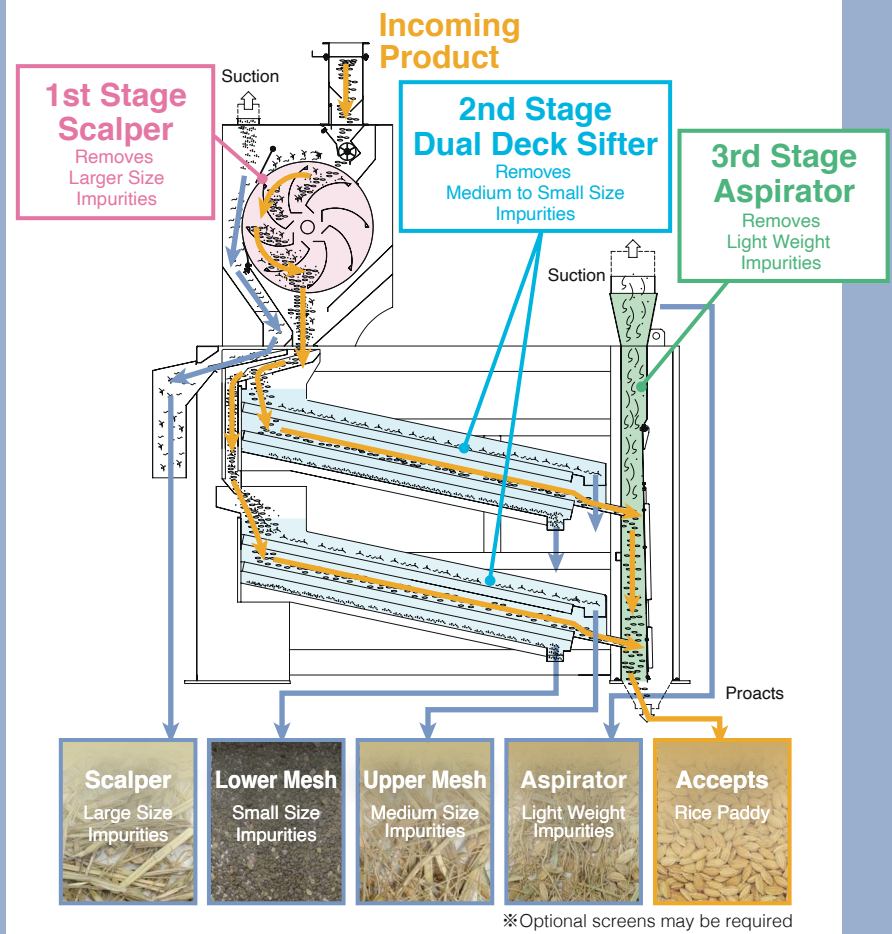 Incoming
Product
Suction
1st Stage
Scalper
Removes
Larger Size
Impurities
2nd Stage
Dual Deck Sifter
Removes
Medium to Small Size
Impurities
3rd Stage
Aspirator
Removes
Light Weight
Impurities
Suction
Proacts
Scalper
Large Size
Impurities
Lower Mesh
Small Size
Impurities
Upper Mesh
Medium Size
Impurities
Aspirator
Light Weight
Impurities
Accepts
Rice Paddy
※Optional screens may be required